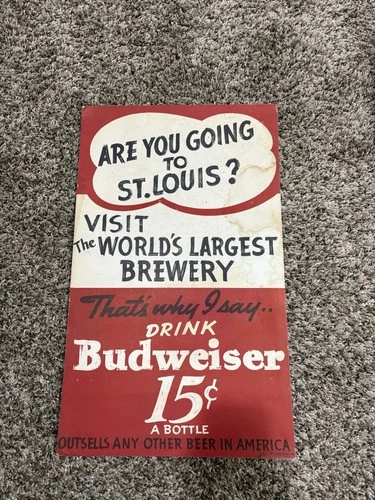 ARE YOU GOING
TO
ST. LOUIS?
VISIT
The WORLD'S LARGEST
BREWERY
That's why I say..
DRINK
Budweiser
15¢
A BOTTLE
OUTSELLS ANY OTHER BEER IN AMERICA